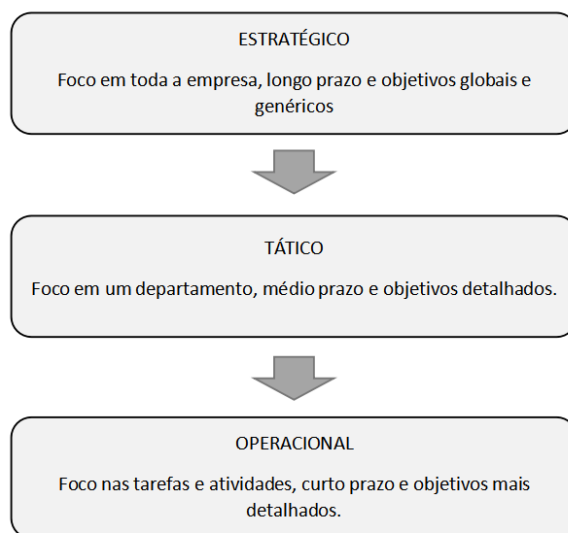 ESTRATÉGICO
Foco em toda a empresa, longo prazo e objetivos globais e
genéricos
TÁTICO
Foco em um departamento, médio prazo e objetivos detalhados.
OPERACIONAL
Foco nas tarefas e atividades, curto prazo e objetivos mais
detalhados.